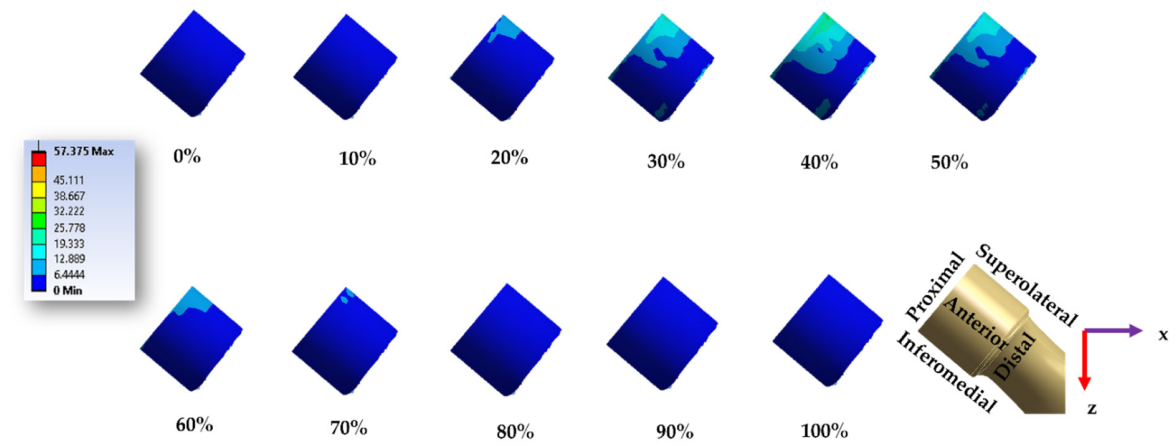 0%
10%
20%
30%
40%
50%
57.375 Max
45.111
38.667
32.222
25.778
19.333
12.889
6.4444
0 Min
60%
70%
80%
90%
100%
Proximal
Superolateral
Anterior
Distal
Inferomedial
x
z